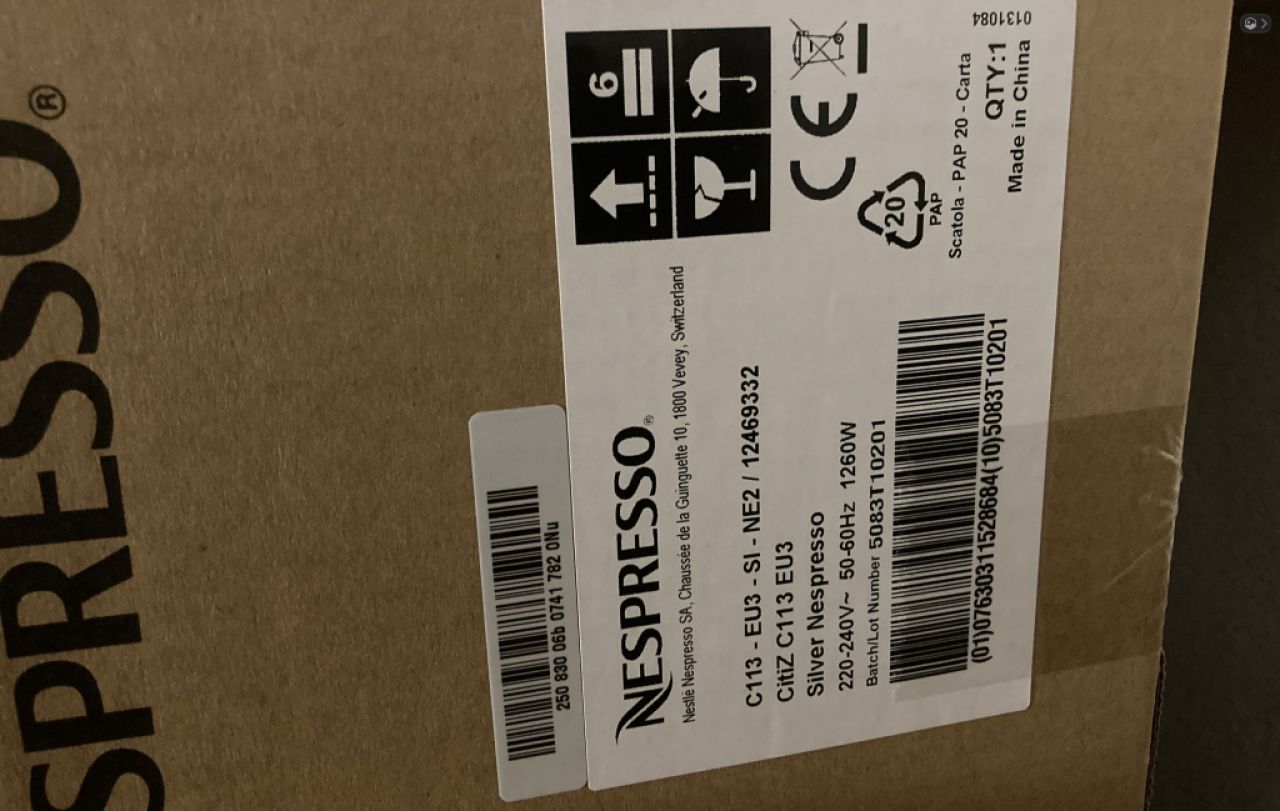 NESPRESSO®
250 830 06b 0741 782 0Nu
NESPRESSO®
Nestlé Nespresso SA, Chaussée de la Guinguette 10, 1800 Vevey, Switzerland
C113 - EU3 - SI - NE2 / 12469332
CitiZ C113 EU3
Silver Nespresso
220-240V~ 50-60Hz 1260W
Batch/Lot Number 5083T10201
(01)07630311528684(10)5083T10201
6
CE
20
PAP
Scatola - PAP 20 - Carta
QTY:1
Made in China
0131084